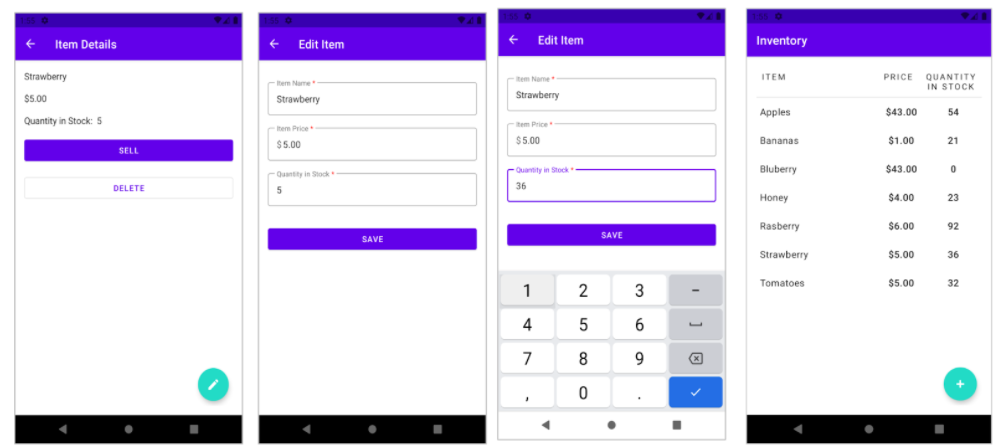 Item Details
Strawberry
$5.00
Quantity in Stock: 5
SELL
DELETE
Edit Item
Item Name *
Strawberry
Item Price *
$ 5.00
Quantity in Stock *
5
SAVE
Edit Item
Item Name *
Strawberry
Item Price *
$ 5.00
Quantity in Stock *
36
SAVE
1 2 3 -
4 5 6
7 8 9
, 0 .
Inventory
ITEM PRICE QUANTITY
IN STOCK
Apples $43.00 54
Bananas $1.00 21
Bluberry $43.00 0
Honey $4.00 23
Rasberry $6.00 92
Strawberry $5.00 36
Tomatoes $5.00 32
+